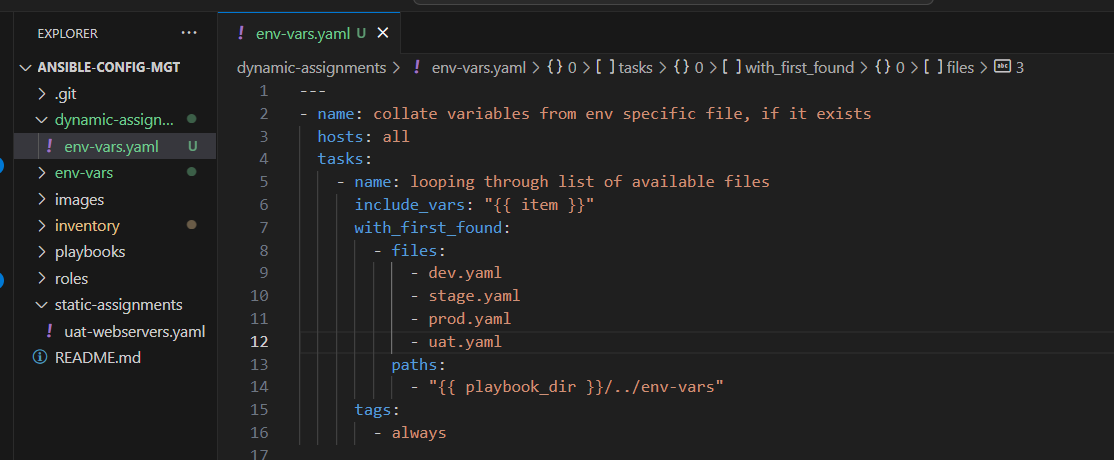 EXPLORER
···
ANSIBLE-CONFIG-MGT
.git
dynamic-assign...
! env-vars.yaml U
env-vars
images
inventory
playbooks
roles
static-assignments
! uat-webservers.yaml
README.md
! env-vars.yaml U ×
dynamic-assignments > ! env-vars.yaml > {} 0 > [ ] tasks > {} 0 > [ ] with_first_found > {} 0 > [ ] files > abc 3
1 ---
2 - name: collate variables from env specific file, if it exists
3   hosts: all
4   tasks:
5     - name: looping through list of available files
6       include_vars: "{{ item }}"
7       with_first_found:
8         - files:
9             - dev.yaml
10             - stage.yaml
11             - prod.yaml
12             - uat.yaml
13           paths:
14             - "{{ playbook_dir }}/../env-vars"
15       tags:
16         - always
17